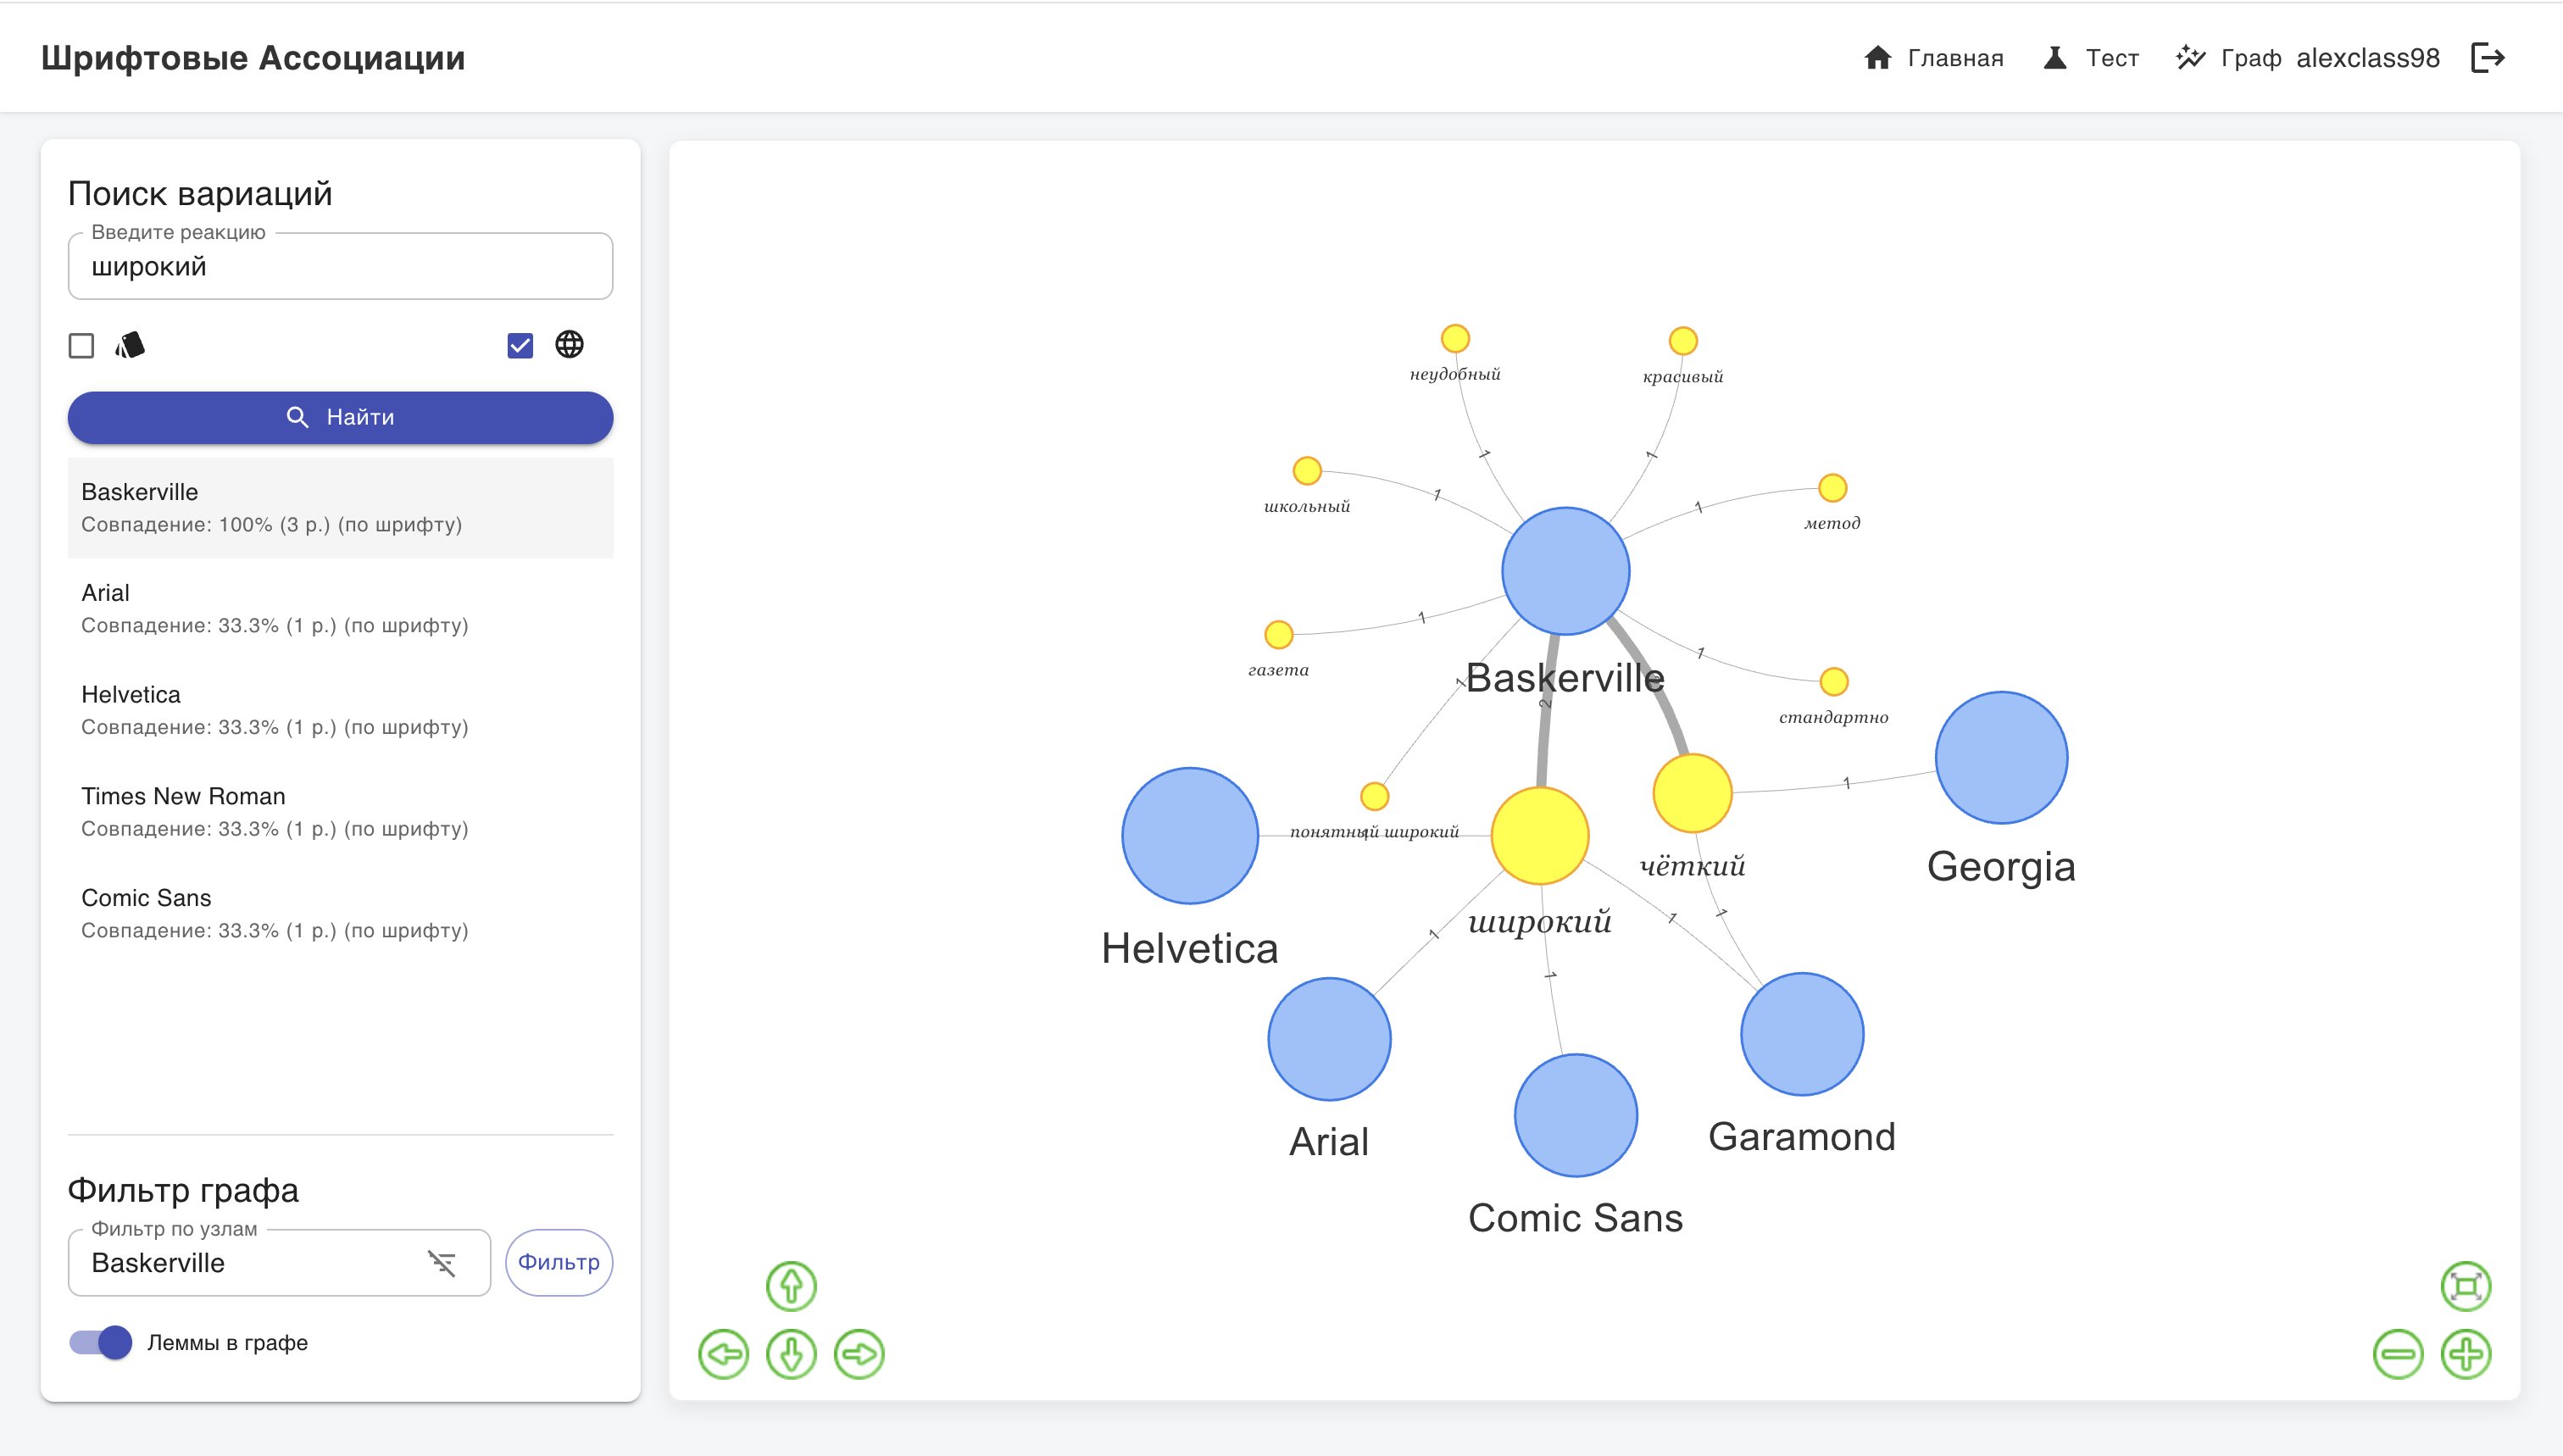 Шрифтовые Ассоциации
Главная
Тест
Граф
alexclass98
Поиск вариаций
Введите реакцию
широкий
Найти
Baskerville
Совпадение: 100% (3 р.) (по шрифту)
Arial
Совпадение: 33.3% (1 р.) (по шрифту)
Helvetica
Совпадение: 33.3% (1 р.) (по шрифту)
Times New Roman
Совпадение: 33.3% (1 р.) (по шрифту)
Comic Sans
Совпадение: 33.3% (1 р.) (по шрифту)
Фильтр графа
Фильтр по узлам
Baskerville
Фильтр
Леммы в графе
неудобный
красивый
1
1
школьный
1
метод
1
газета
1
1
стандартно
Baskerville
1
2
понятный широкий
1
чёткий
1
Georgia
широкий
Helvetica
1
1
1
1
Arial
Garamond
Comic Sans